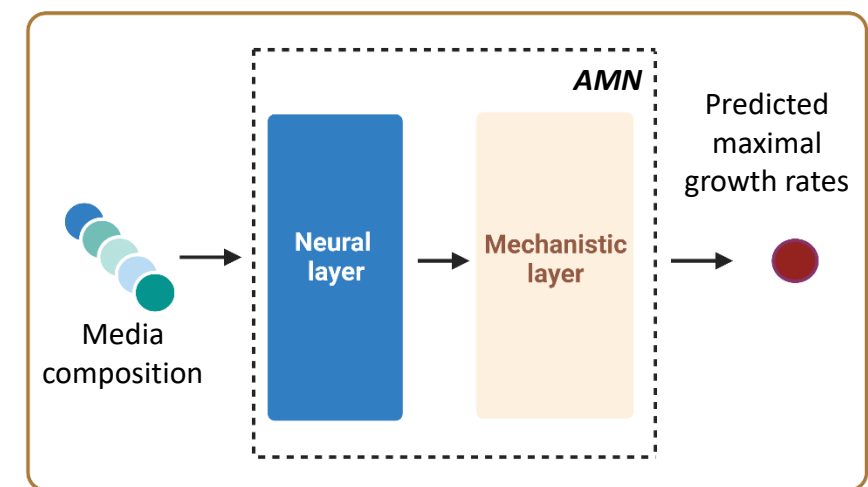 AMN
Predicted
maximal
growth rates
Neural
layer
Mechanistic
layer
Media
composition